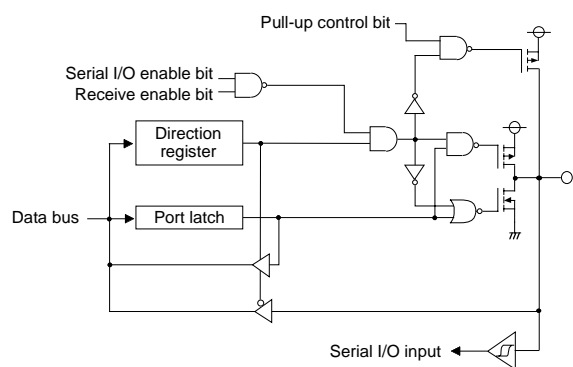 Pull-up control bit
Serial I/O enable bit
Receive enable bit
Direction
register
Data bus
Port latch
Serial I/O input